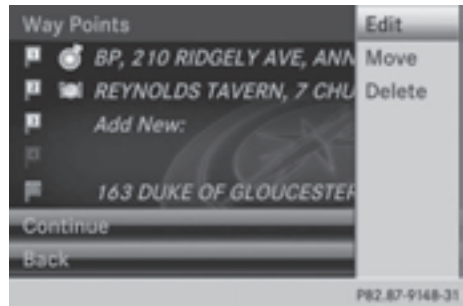 Way Points
Edit
BP, 210 RIDGELY AVE, ANN
Move
REYNOLDS TAVERN, 7 CHU
Delete
Add New:
163 DUKE OF GLOUCESTER
Continue
Back
P82.87-9148-31